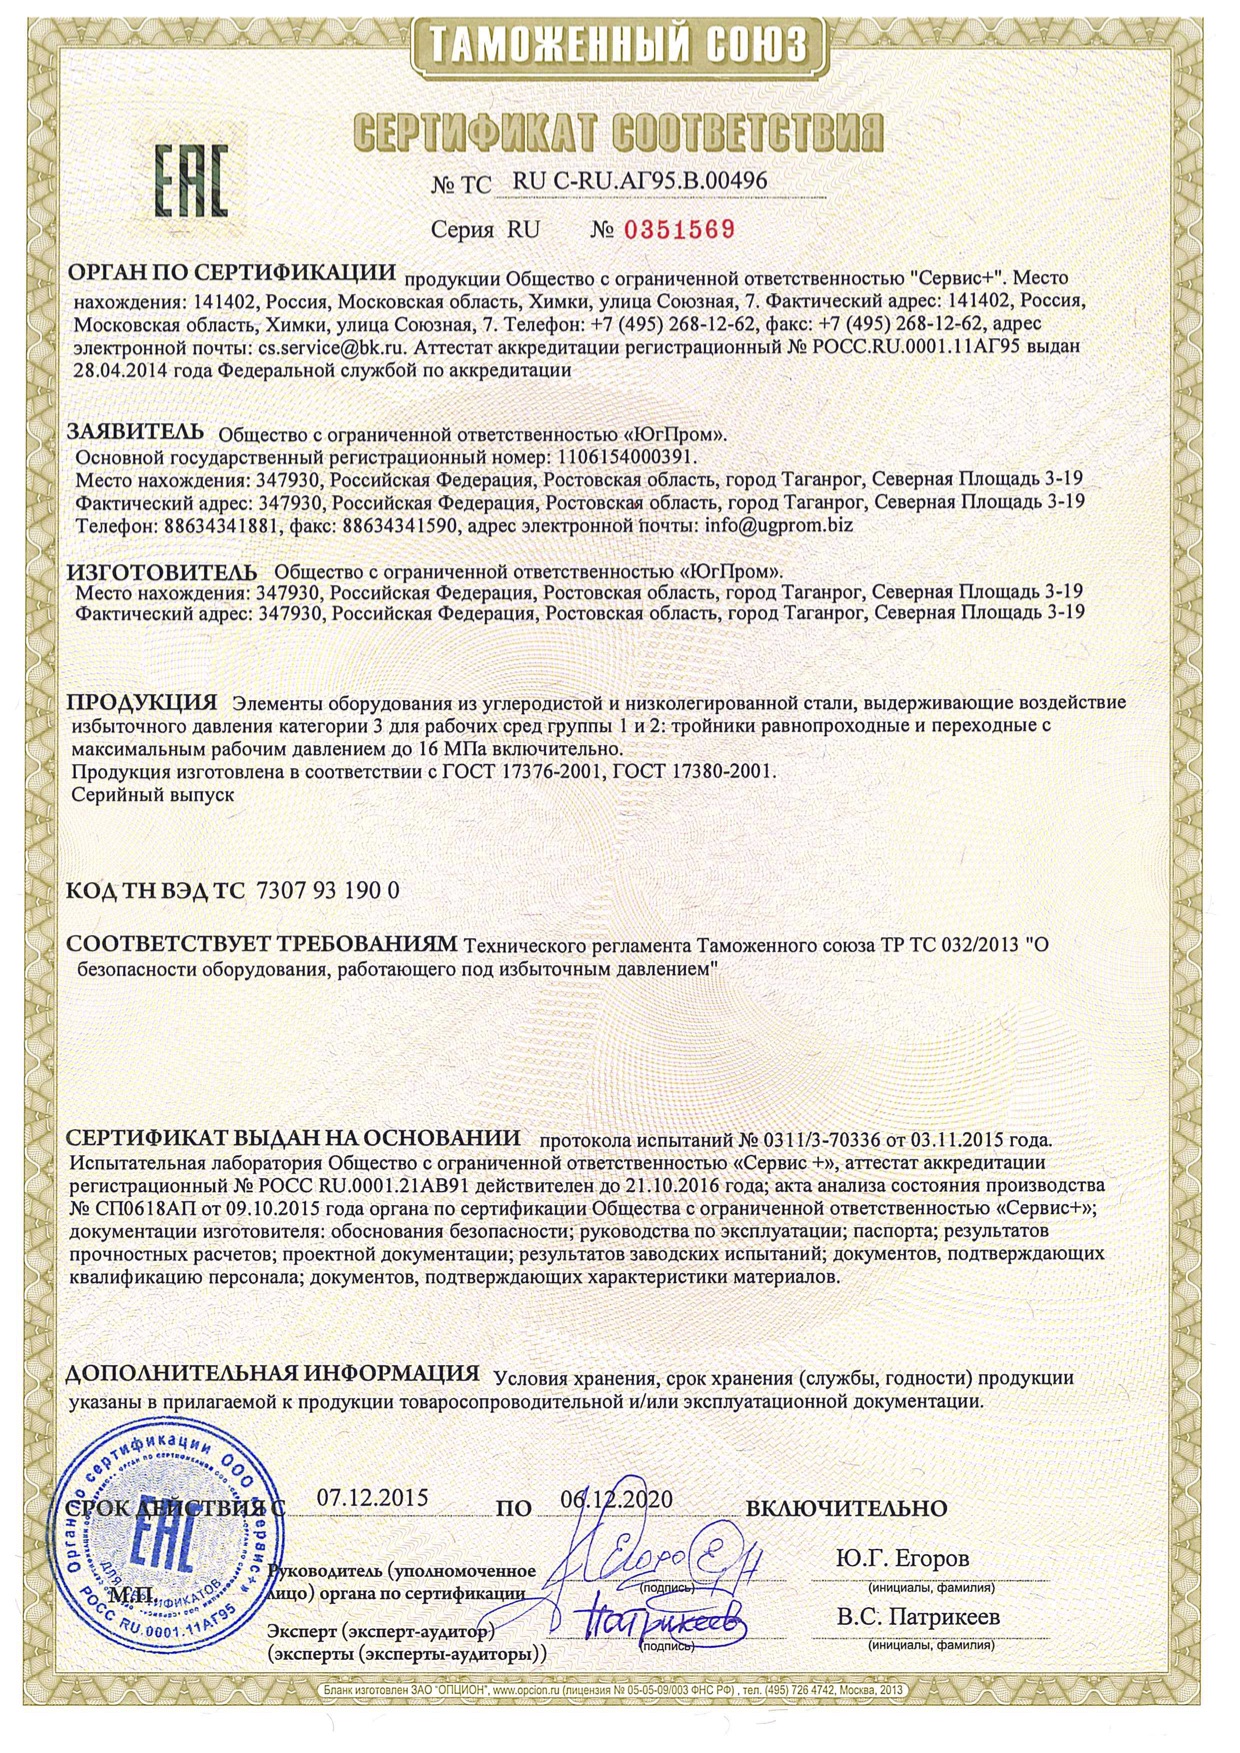 ТАМОЖЕННЫЙ СОЮЗ
СЕРТИФИКАТ СООТВЕТСТВИЯ
ЕАС
№ ТС RU С-RU.АГ95.В.00496
Серия RU № 0351569
ОРГАН ПО СЕРТИФИКАЦИИ продукции Общество с ограниченной ответственностью "Сервис+". Место
нахождения: 141402, Россия, Московская область, Химки, улица Союзная, 7. Фактический адрес: 141402, Россия,
Московская область, Химки, улица Союзная, 7. Телефон: +7 (495) 268-12-62, факс: +7 (495) 268-12-62, адрес
электронной почты: cs.service@bk.ru. Аттестат аккредитации регистрационный № РОСС.RU.0001.11АГ95 выдан
28.04.2014 года Федеральной службой по аккредитации
ЗАЯВИТЕЛЬ Общество с ограниченной ответственностью «ЮгПром».
Основной государственный регистрационный номер: 1106154000391.
Место нахождения: 347930, Российская Федерация, Ростовская область, город Таганрог, Северная Площадь 3-19
Фактический адрес: 347930, Российская Федерация, Ростовская область, город Таганрог, Северная Площадь 3-19
Телефон: 88634341881, факс: 88634341590, адрес электронной почты: info@ugprom.biz
ИЗГОТОВИТЕЛЬ Общество с ограниченной ответственностью «ЮгПром».
Место нахождения: 347930, Российская Федерация, Ростовская область, город Таганрог, Северная Площадь 3-19
Фактический адрес: 347930, Российская Федерация, Ростовская область, город Таганрог, Северная Площадь 3-19
ПРОДУКЦИЯ Элементы оборудования из углеродистой и низколегированной стали, выдерживающие воздействие
избыточного давления категории 3 для рабочих сред группы 1 и 2: тройники равнопроходные и переходные с
максимальным рабочим давлением до 16 МПа включительно.
Продукция изготовлена в соответствии с ГОСТ 17376-2001, ГОСТ 17380-2001.
Серийный выпуск
КОД ТН ВЭД ТС 7307 93 190 0
СООТВЕТСТВУЕТ ТРЕБОВАНИЯМ Технического регламента Таможенного союза ТР ТС 032/2013 "О
безопасности оборудования, работающего под избыточным давлением"
СЕРТИФИКАТ ВЫДАН НА ОСНОВАНИИ протокола испытаний № 0311/3-70336 от 03.11.2015 года.
Испытательная лаборатория Общество с ограниченной ответственностью «Сервис +», аттестат аккредитации
регистрационный № РОСС RU.0001.21АВ91 действителен до 21.10.2016 года; акта анализа состояния производства
№ СП0618АП от 09.10.2015 года органа по сертификации Общества с ограниченной ответственностью «Сервис+»;
документации изготовителя: обоснования безопасности; руководства по эксплуатации; паспорта; результатов
прочностных расчетов; проектной документации; результатов заводских испытаний; документов, подтверждающих
квалификацию персонала; документов, подтверждающих характеристики материалов.
ДОПОЛНИТЕЛЬНАЯ ИНФОРМАЦИЯ Условия хранения, срок хранения (службы, годности) продукции
указаны в прилагаемой к продукции товаросопроводительной и/или эксплуатационной документации.
СРОК ДЕЙСТВИЯ С 07.12.2015 ПО 06.12.2020 ВКЛЮЧИТЕЛЬНО
Орган по сертификации ООО «Сервис+»
ЕАС
ДЛЯ СЕРТИФИКАТОВ
РОСС RU.0001.11АГ95
М.П.
Руководитель (уполномоченное
лицо) органа по сертификации
Егоров
(подпись)
Ю.Г. Егоров
(инициалы, фамилия)
Эксперт (эксперт-аудитор)
(эксперты (эксперты-аудиторы))
Патрикеев
(подпись)
В.С. Патрикеев
(инициалы, фамилия)
Бланк изготовлен ЗАО "ОПЦИОН", www.opcion.ru (лицензия № 05-05-09/003 ФНС РФ), тел. (495) 726 4742, Москва, 2013